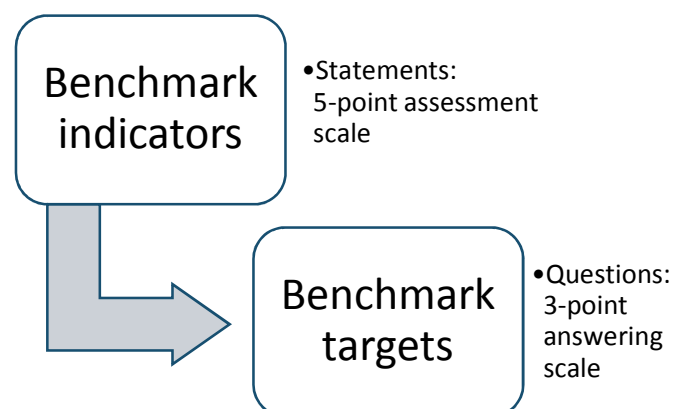 Benchmark
indicators
•Statements:
5-point assessment
scale
Benchmark
targets
•Questions:
3-point
answering
scale